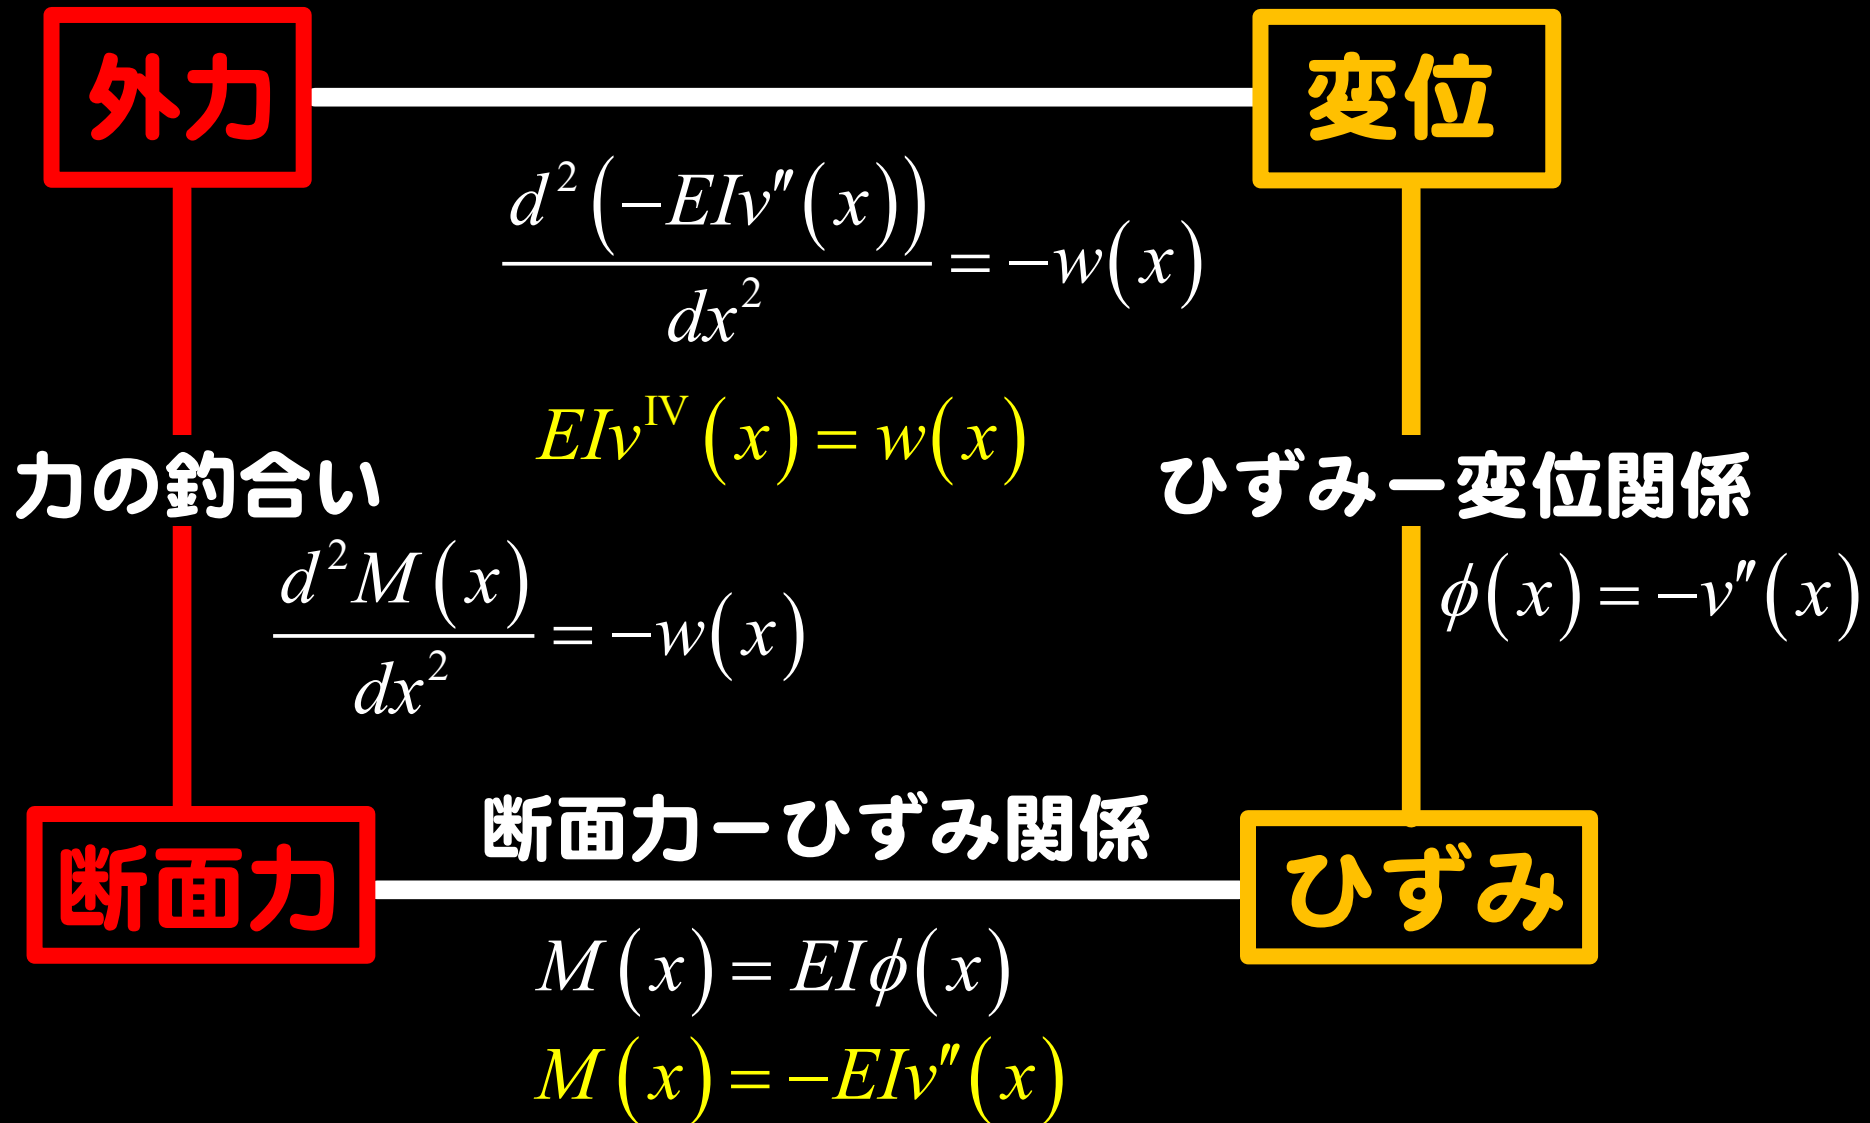 外力
変位
d²(−EIv″(x)) / dx² = −w(x)
EIv^IV(x) = w(x)
力の釣合い
ひずみー変位関係
d²M(x) / dx² = −w(x)
ϕ(x) = −v″(x)
断面力ーひずみ関係
断面力
ひずみ
M(x) = EIϕ(x)
M(x) = −EIv″(x)